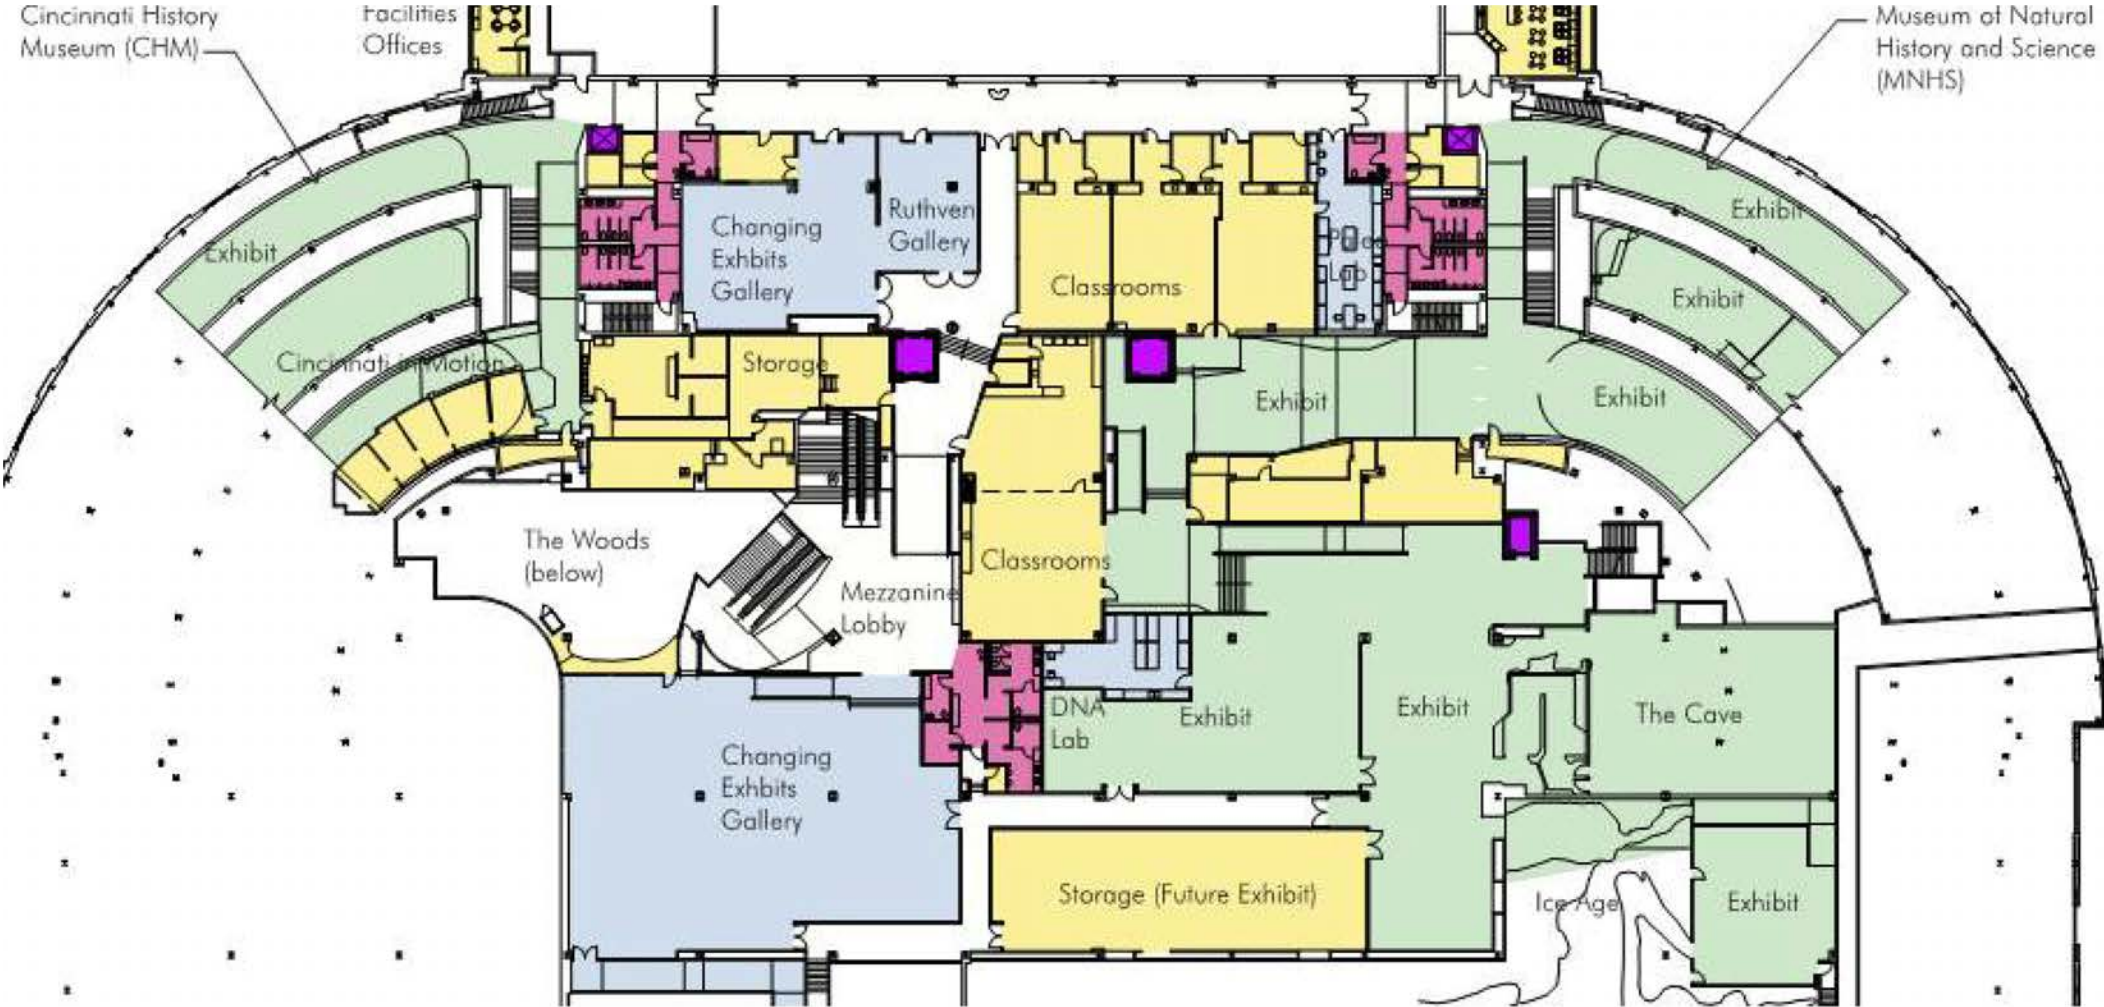 Cincinnati History
Museum (CHM)
Facilities
Offices
Museum of Natural
History and Science
(MNHS)
Exhibit
Changing
Exhbits
Gallery
Ruthven
Gallery
Classrooms
Lab
Exhibit
Exhibit
Cincinnati in Motion
Storage
Exhibit
Exhibit
The Woods
(below)
Mezzanine
Lobby
Classrooms
DNA
Lab
Exhibit
Exhibit
The Cave
Changing
Exhbits
Gallery
Storage (Future Exhibit)
Ice Age
Exhibit